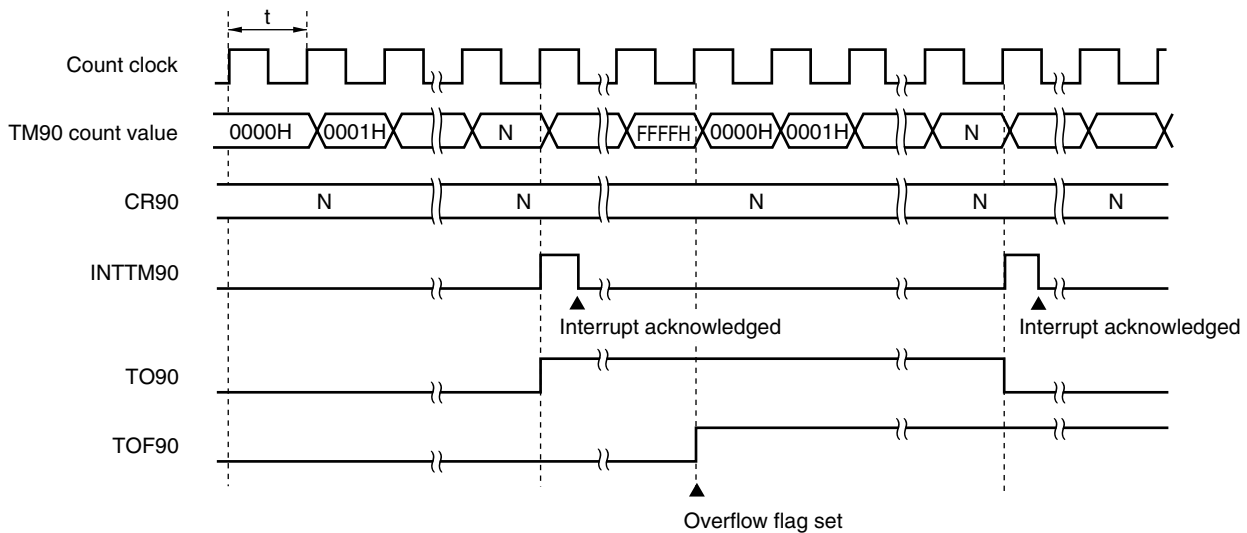 t
Count clock
TM90 count value 0000H 0001H N FFFFH 0000H 0001H N
CR90 N N N N N
INTTM90
Interrupt acknowledged Interrupt acknowledged
TO90
TOF90
Overflow flag set